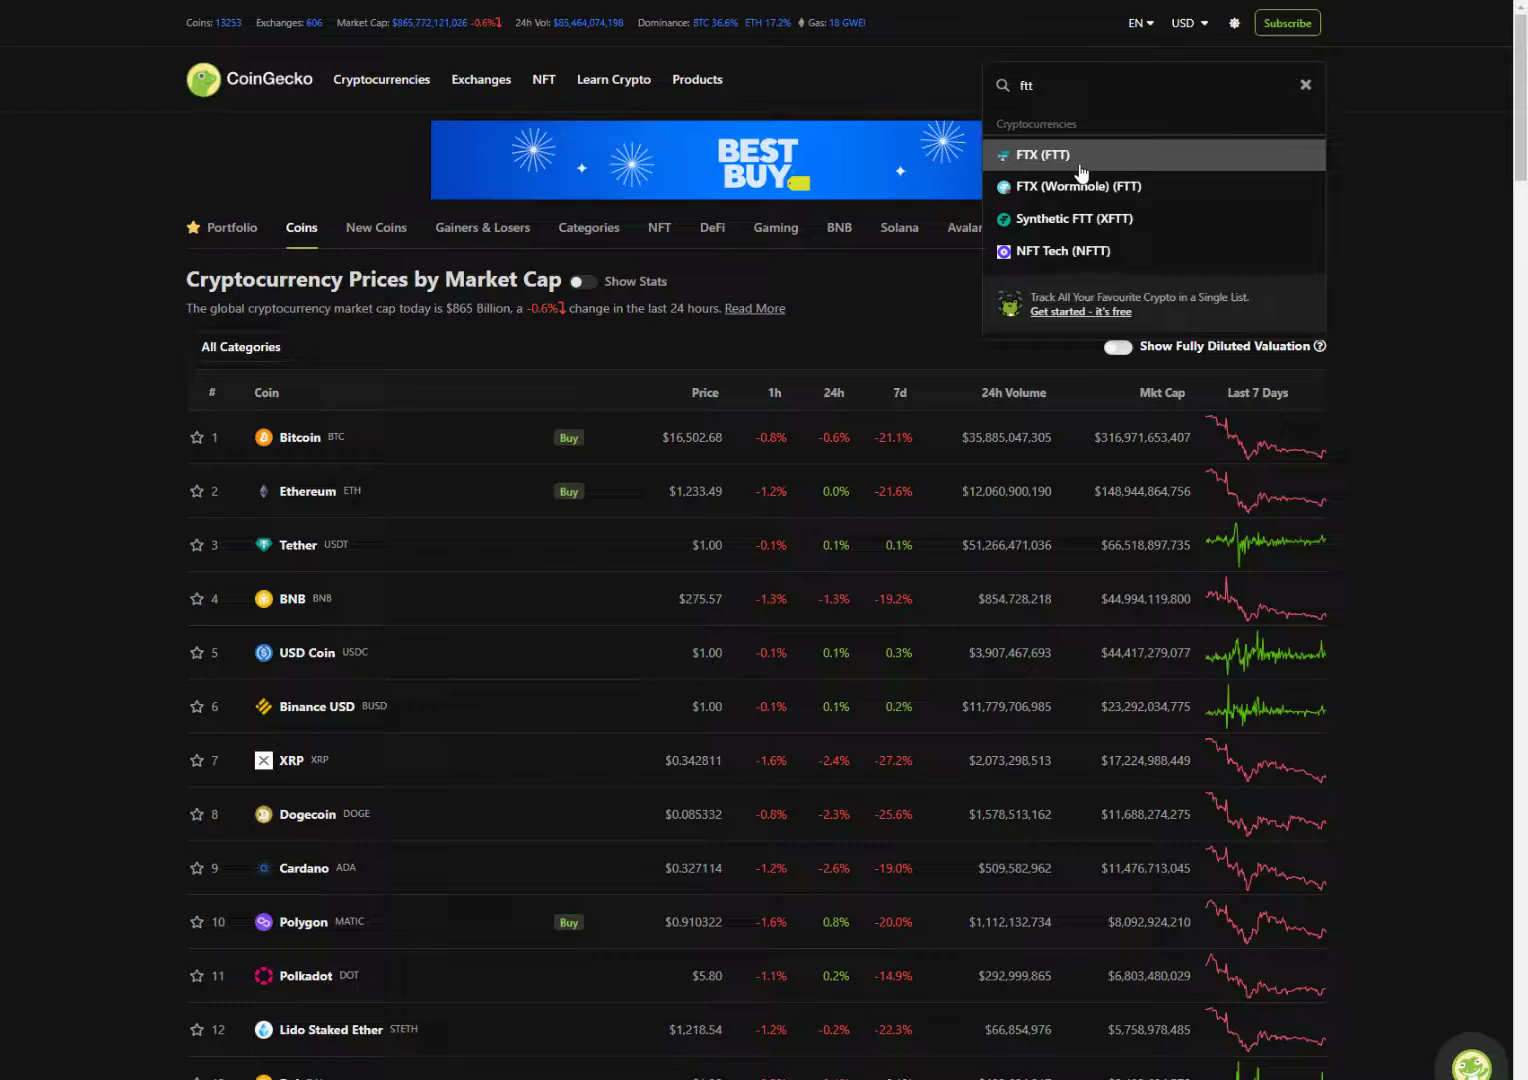 Coins: 13253 Exchanges: 606 Market Cap: $865,772,121,026 -0.6% 24h Vol: $85,464,074,198 Dominance: BTC 36.6% ETH 17.2% Gas: 18 GWEI EN USD Subscribe
CoinGecko Cryptocurrencies Exchanges NFT Learn Crypto Products
ftt
Cryptocurrencies
FTX (FTT)
FTX (Wormhole) (FTT)
Synthetic FTT (XFTT)
NFT Tech (NFTT)
Track All Your Favourite Crypto in a Single List.
Get started - it's free
BEST
BUY
Portfolio Coins New Coins Gainers & Losers Categories NFT DeFi Gaming BNB Solana Avalan
Cryptocurrency Prices by Market Cap Show Stats
The global cryptocurrency market cap today is $865 Billion, a -0.6% change in the last 24 hours. Read More
All Categories Show Fully Diluted Valuation
# Coin Price 1h 24h 7d 24h Volume Mkt Cap Last 7 Days
1 Bitcoin BTC Buy $16,502.68 -0.8% -0.6% -21.1% $35,885,047,305 $316,971,653,407
2 Ethereum ETH Buy $1,233.49 -1.2% 0.0% -21.6% $12,060,900,190 $148,944,864,756
3 Tether USDT $1.00 -0.1% 0.1% 0.1% $51,266,471,036 $66,518,897,735
4 BNB BNB $275.57 -1.3% -1.3% -19.2% $854,728,218 $44,994,119,800
5 USD Coin USDC $1.00 -0.1% 0.1% 0.3% $3,907,467,693 $44,417,279,077
6 Binance USD BUSD $1.00 -0.1% 0.1% 0.2% $11,779,706,985 $23,292,034,775
7 XRP XRP $0.342811 -1.6% -2.4% -27.2% $2,073,298,513 $17,224,988,449
8 Dogecoin DOGE $0.085332 -0.8% -2.3% -25.6% $1,578,513,162 $11,688,274,275
9 Cardano ADA $0.327114 -1.2% -2.6% -19.0% $509,582,962 $11,476,713,045
10 Polygon MATIC Buy $0.910322 -1.6% 0.8% -20.0% $1,112,132,734 $8,092,924,210
11 Polkadot DOT $5.80 -1.1% 0.2% -14.9% $292,999,865 $6,803,480,029
12 Lido Staked Ether STETH $1,218.54 -1.2% -0.2% -22.3% $66,854,976 $5,758,978,485